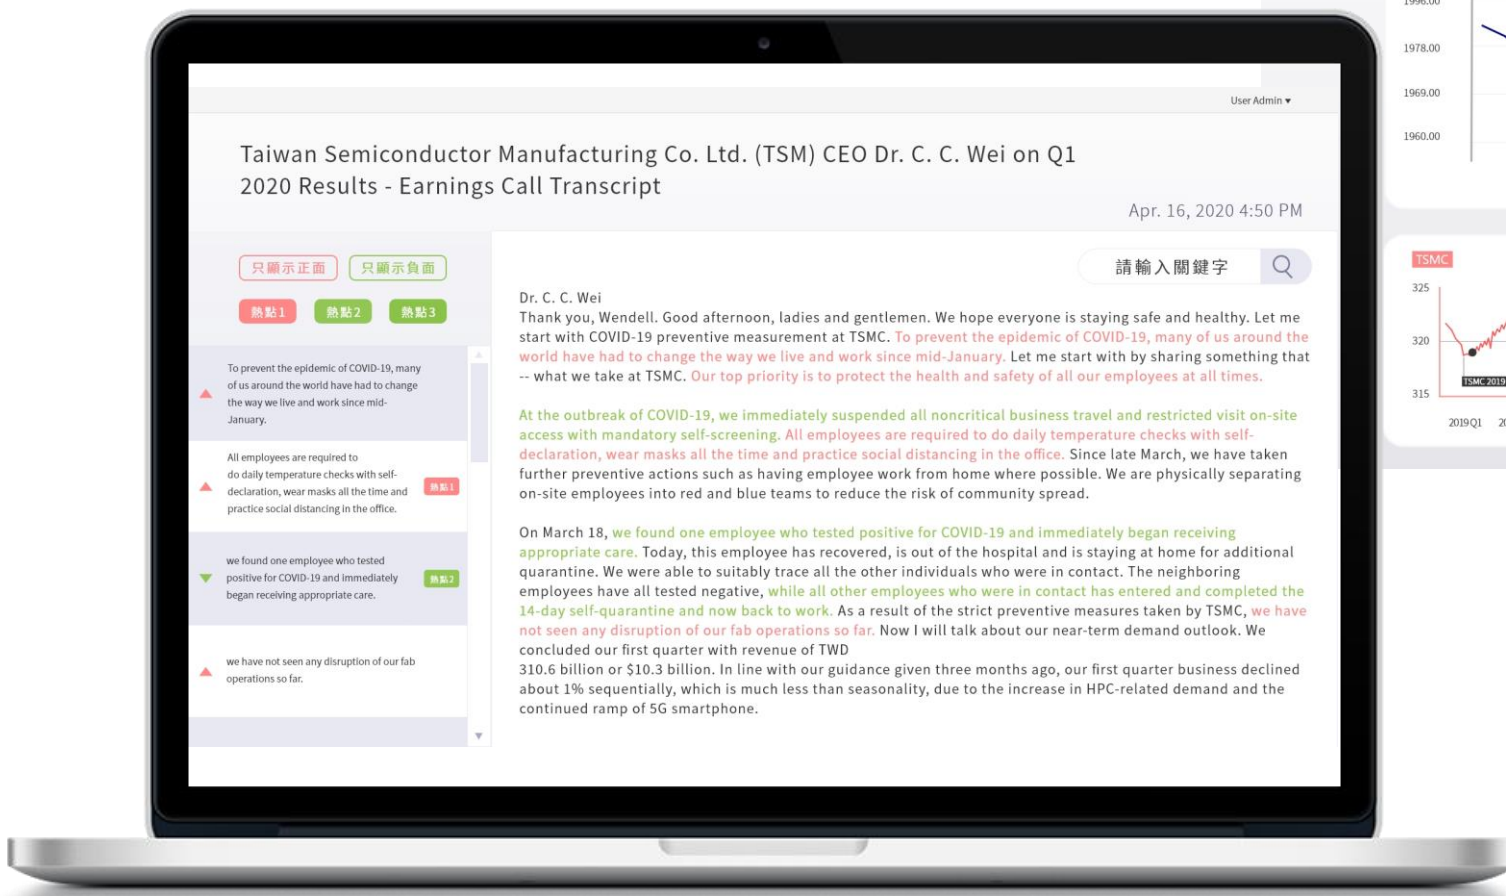 User Admin ▾
Taiwan Semiconductor Manufacturing Co. Ltd. (TSM) CEO Dr. C. C. Wei on Q1
2020 Results - Earnings Call Transcript
Apr. 16, 2020 4:50 PM
只顯示正面
只顯示負面
熱點1
熱點2
熱點3
To prevent the epidemic of COVID-19, many
of us around the world have had to change
the way we live and work since mid-
January.
All employees are required to
do daily temperature checks with self-
declaration, wear masks all the time and
practice social distancing in the office.
熱點1
we found one employee who tested
positive for COVID-19 and immediately
began receiving appropriate care.
熱點2
we have not seen any disruption of our fab
operations so far.
請輸入關鍵字
Dr. C. C. Wei
Thank you, Wendell. Good afternoon, ladies and gentlemen. We hope everyone is staying safe and healthy. Let me
start with COVID-19 preventive measurement at TSMC. To prevent the epidemic of COVID-19, many of us around the
world have had to change the way we live and work since mid-January. Let me start with by sharing something that
-- what we take at TSMC. Our top priority is to protect the health and safety of all our employees at all times.
At the outbreak of COVID-19, we immediately suspended all noncritical business travel and restricted visit on-site
access with mandatory self-screening. All employees are required to do daily temperature checks with self-
declaration, wear masks all the time and practice social distancing in the office. Since late March, we have taken
further preventive actions such as having employee work from home where possible. We are physically separating
on-site employees into red and blue teams to reduce the risk of community spread.
On March 18, we found one employee who tested positive for COVID-19 and immediately began receiving
appropriate care. Today, this employee has recovered, is out of the hospital and is staying at home for additional
quarantine. We were able to suitably trace all the other individuals who were in contact. The neighboring
employees have all tested negative, while all other employees who were in contact has entered and completed the
14-day self-quarantine and now back to work. As a result of the strict preventive measures taken by TSMC, we have
not seen any disruption of our fab operations so far. Now I will talk about our near-term demand outlook. We
concluded our first quarter with revenue of TWD
310.6 billion or $10.3 billion. In line with our guidance given three months ago, our first quarter business declined
about 1% sequentially, which is much less than seasonality, due to the increase in HPC-related demand and the
continued ramp of 5G smartphone.
1996.00
1978.00
1969.00
1960.00
TSMC
325
320
315
TSMC 2019
2019Q1